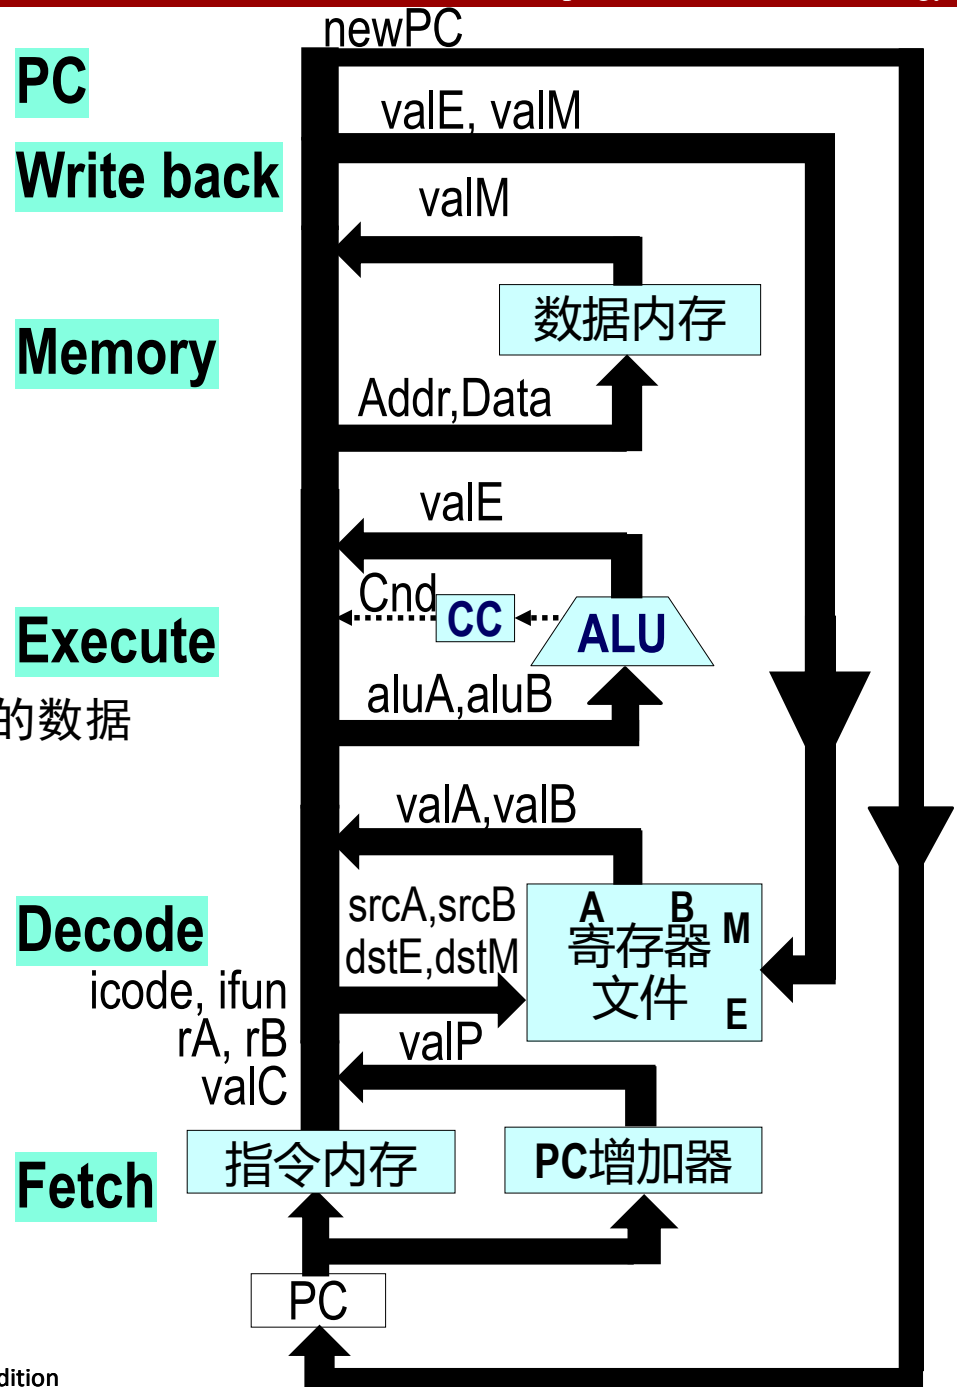 newPC
PC
valE, valM
Write back
valM
数据内存
Memory
Addr,Data
valE
Cnd
CC
ALU
Execute
aluA,aluB
的数据
valA,valB
srcA,srcB
A B
M
Decode
寄存器
dstE,dstM
icode, ifun
文件
E
rA, rB
valP
valC
指令内存
PC增加器
Fetch
PC
dition